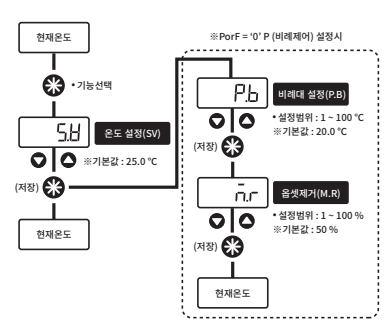 현재온도
• 기능선택
S.V
온도 설정(SV)
※기본값 : 25.0 °C
(저장)
현재온도
※PorF = ‘0’ P (비례제어) 설정시
P.b
비례대 설정(P.B)
• 설정범위 : 1 ~ 100 °C
※기본값 : 20.0 °C
(저장)
m.r
옵셋제거(M.R)
• 설정범위 : 1 ~ 100 %
※기본값 : 50 %
(저장)
현재온도